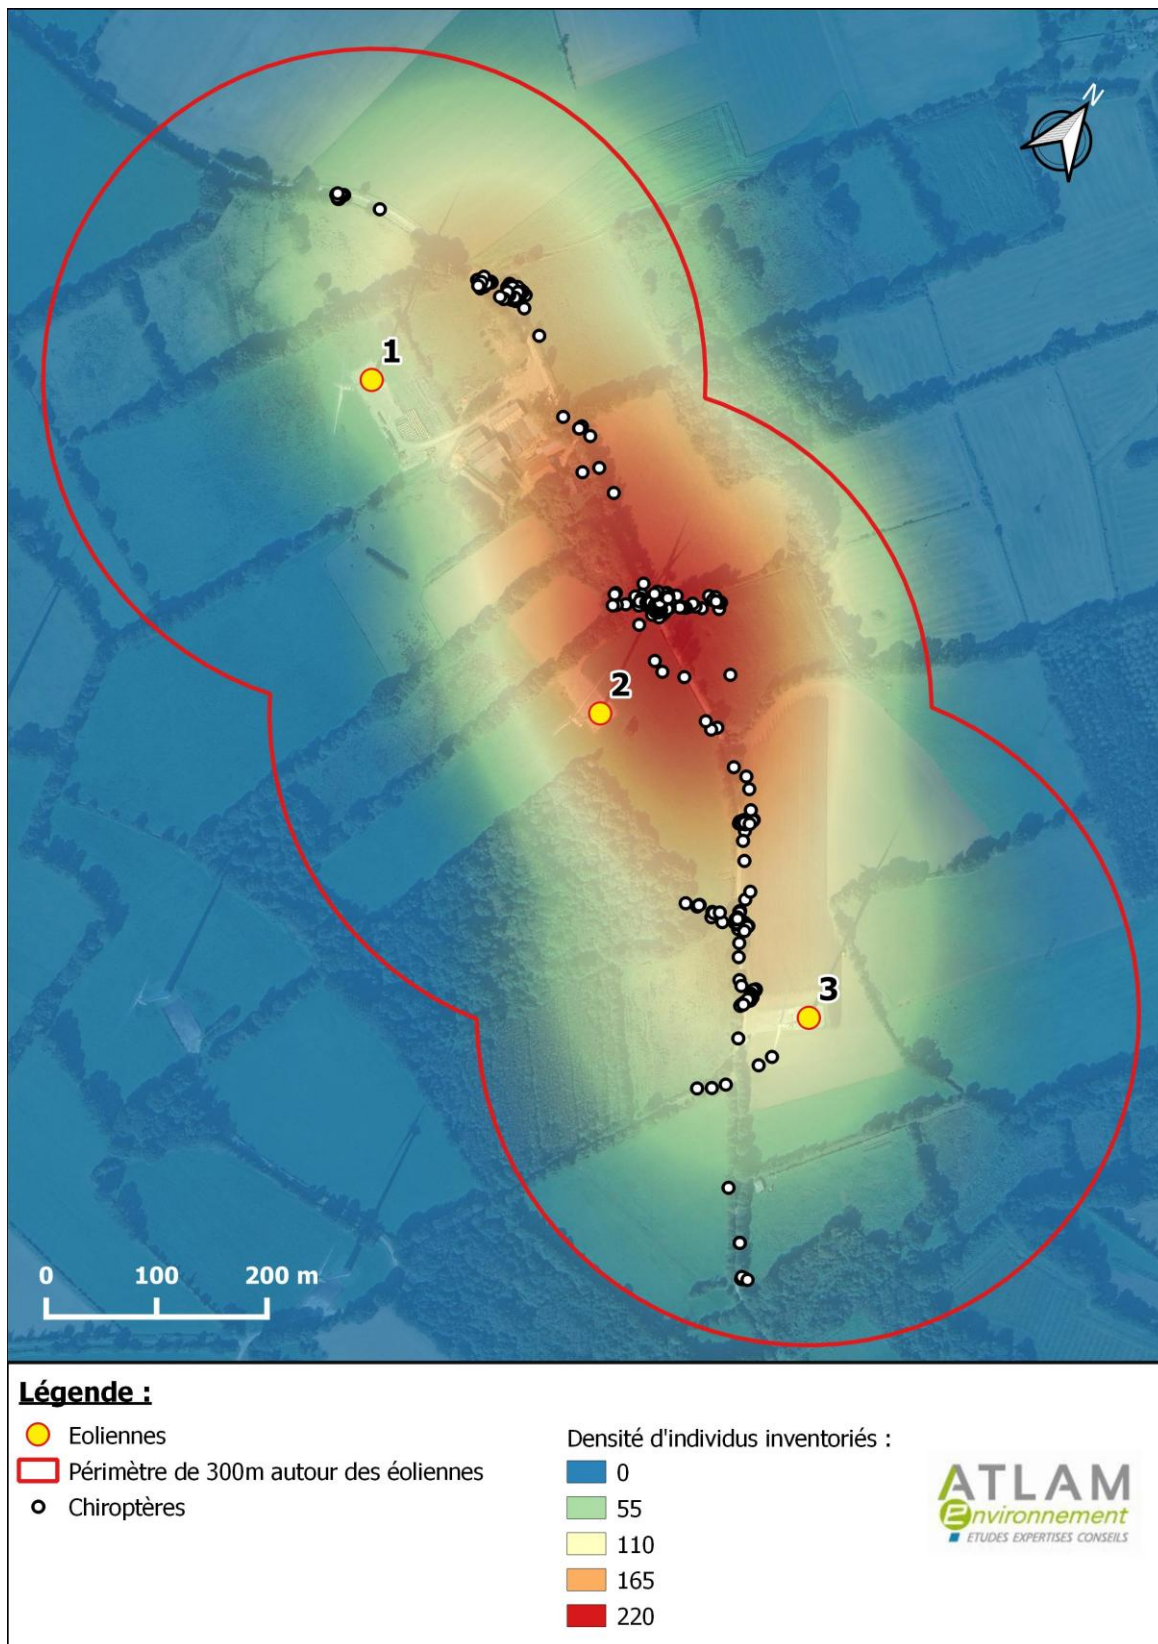 N
1
2
3
0 100 200 m
Légende :
Eoliennes
Périmètre de 300m autour des éoliennes
Chiroptères
Densité d'individus inventoriés :
0
55
110
165
220
ATLAM
environnement
ETUDES EXPERTISES CONSEILS